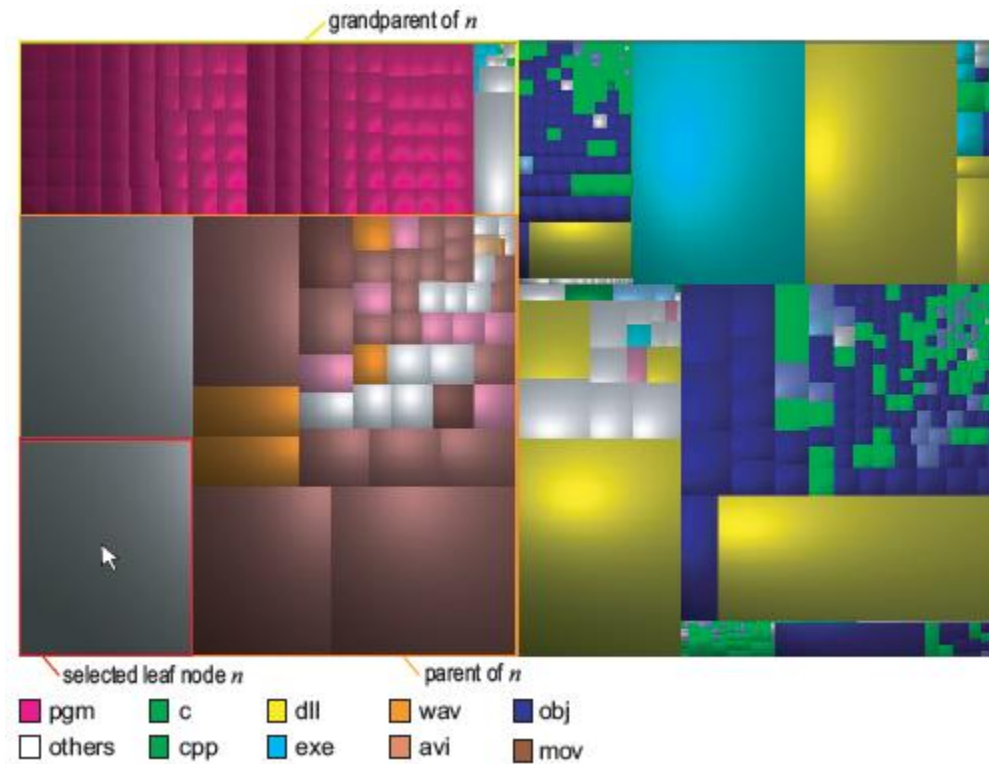 grandparent of n
selected leaf node n
parent of n
pgm c dll wav obj
others cpp exe avi mov